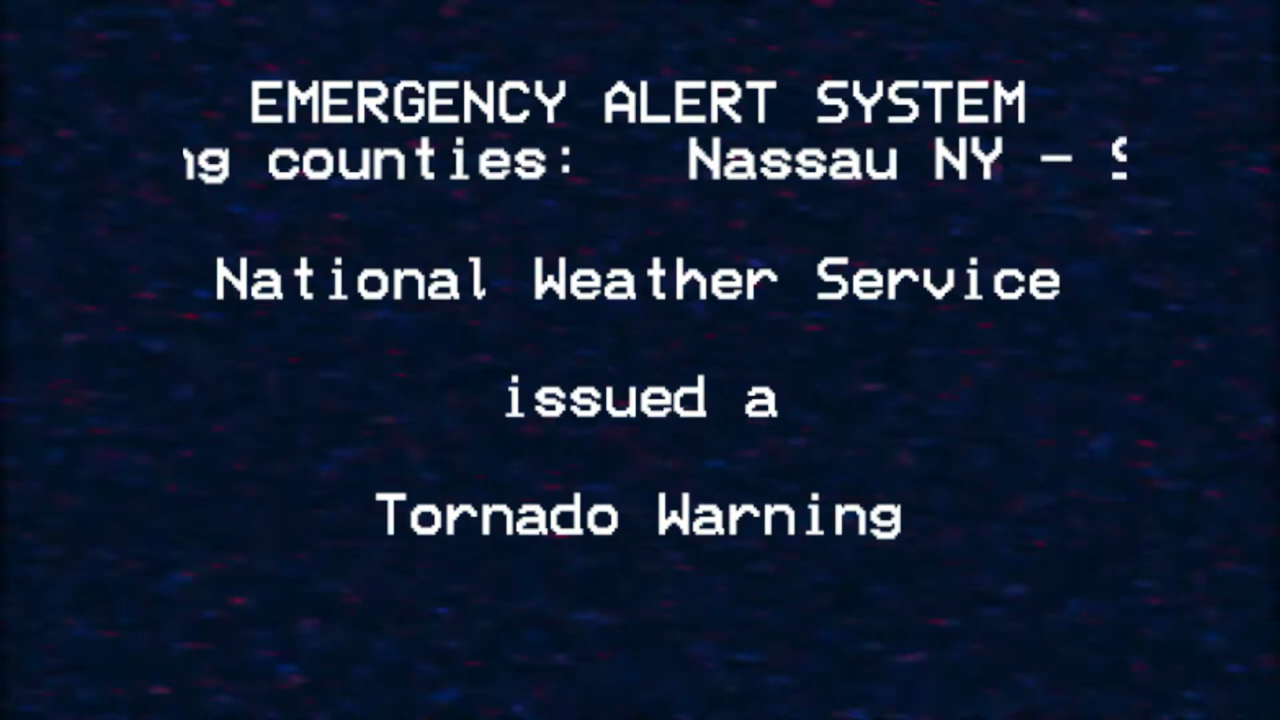 EMERGENCY ALERT SYSTEM
counties: Nassau NY -
National Weather Service
issued a
Tornado Warning